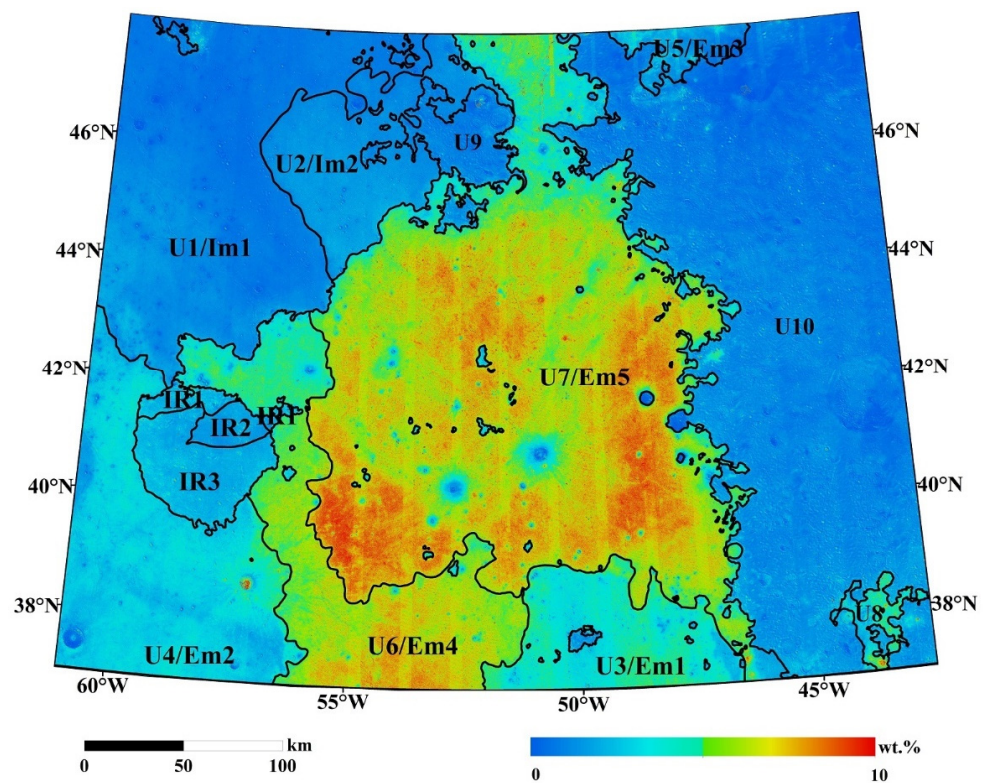 U5/Em3
46°N
46°N
U9
U2/Im2
U1/Im1
44°N
44°N
U10
42°N
42°N
U7/Em5
IR1
IR1
IR2
IR3
40°N
40°N
38°N
38°N
U8
U6/Em4
U4/Em2
U3/Em1
60°W
55°W
50°W
45°W
km
0
50
100
wt.%
0
10